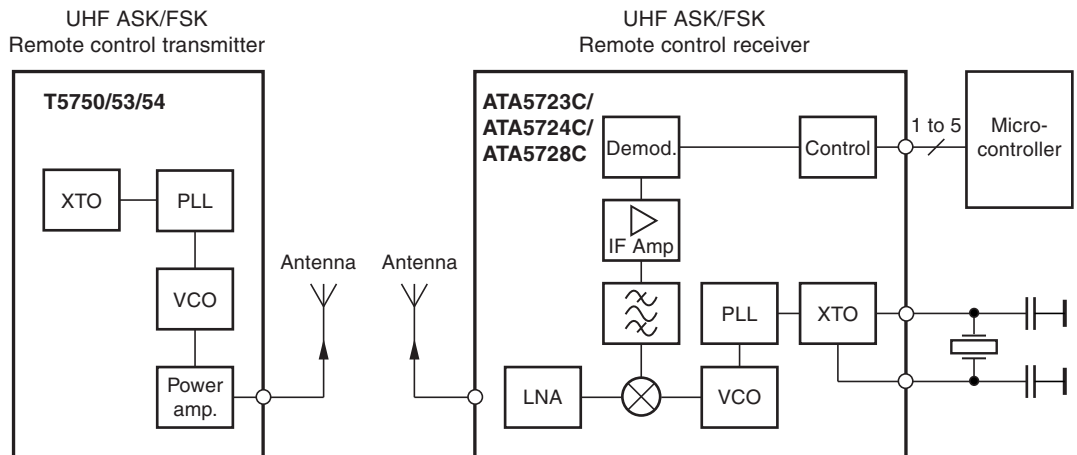 UHF ASK/FSK
Remote control transmitter
T5750/53/54
XTO
PLL
VCO
Power
amp.
Antenna
Antenna
UHF ASK/FSK
Remote control receiver
ATA5723C/
ATA5724C/
ATA5728C
Demod.
Control
1 to 5
Micro-
controller
IF Amp
PLL
XTO
LNA
VCO